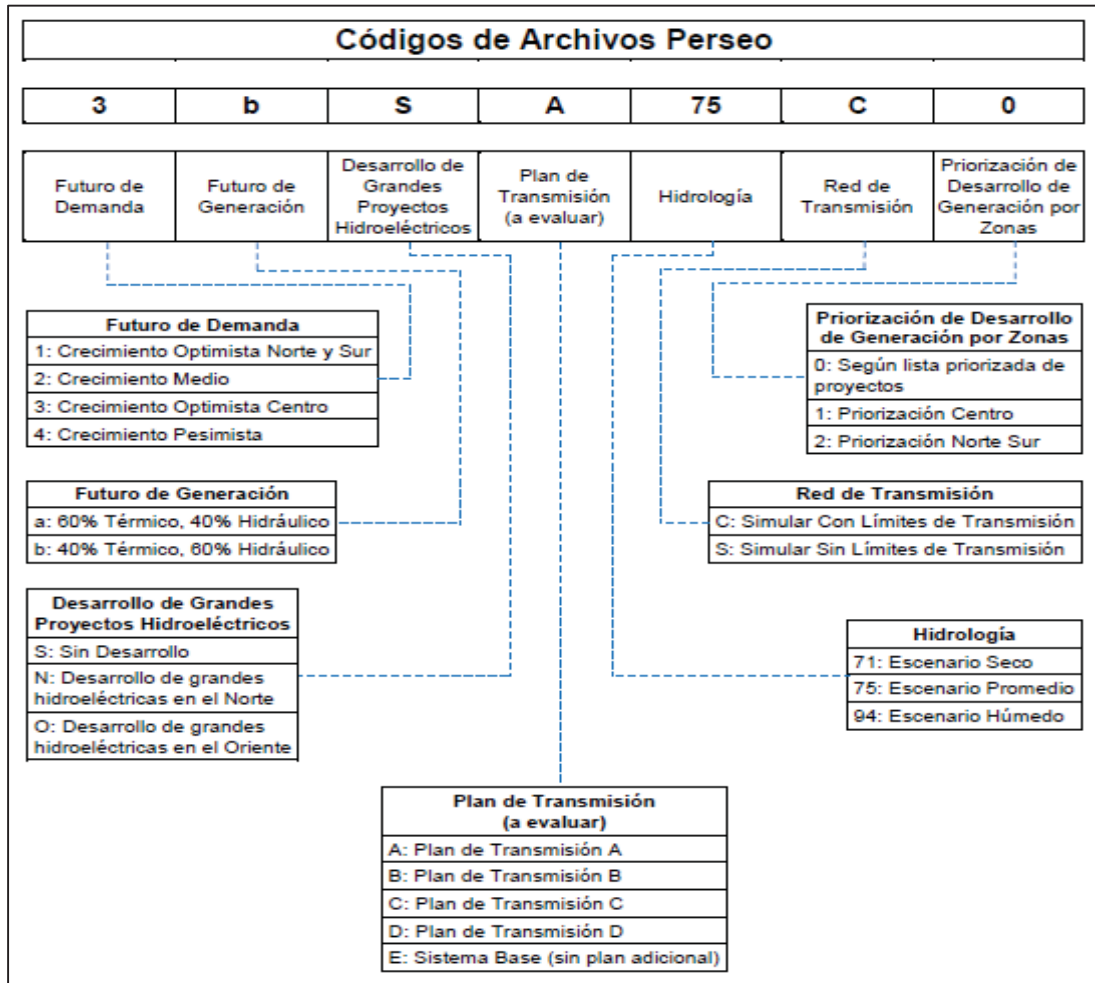 Códigos de Archivos Perseo
3 b S A 75 C 0
Futuro de
Demanda
Futuro de
Generación
Desarrollo de
Grandes
Proyectos
Hidroeléctricos
Plan de
Transmisión
(a evaluar)
Hidrología
Red de
Transmisión
Priorización de
Desarrollo de
Generación por
Zonas
Futuro de Demanda
1: Crecimiento Optimista Norte y Sur
2: Crecimiento Medio
3: Crecimiento Optimista Centro
4: Crecimiento Pesimista
Priorización de Desarrollo
de Generación por Zonas
0: Según lista priorizada de
proyectos
1: Priorización Centro
2: Priorización Norte Sur
Futuro de Generación
a: 60% Térmico, 40% Hidráulico
b: 40% Térmico, 60% Hidráulico
Red de Transmisión
C: Simular Con Límites de Transmisión
S: Simular Sin Límites de Transmisión
Desarrollo de Grandes
Proyectos Hidroeléctricos
S: Sin Desarrollo
N: Desarrollo de grandes
hidroeléctricas en el Norte
O: Desarrollo de grandes
hidroeléctricas en el Oriente
Hidrología
71: Escenario Seco
75: Escenario Promedio
94: Escenario Húmedo
Plan de Transmisión
(a evaluar)
A: Plan de Transmisión A
B: Plan de Transmisión B
C: Plan de Transmisión C
D: Plan de Transmisión D
E: Sistema Base (sin plan adicional)